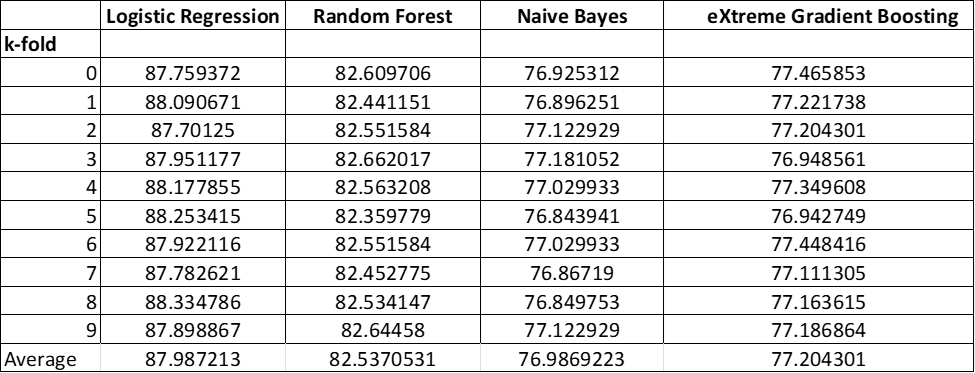 Logistic Regression Random Forest Naive Bayes eXtreme Gradient Boosting
k-fold
0 87.759372 82.609706 76.925312 77.465853
1 88.090671 82.441151 76.896251 77.221738
2 87.70125 82.551584 77.122929 77.204301
3 87.951177 82.662017 77.181052 76.948561
4 88.177855 82.563208 77.029933 77.349608
5 88.253415 82.359779 76.843941 76.942749
6 87.922116 82.551584 77.029933 77.448416
7 87.782621 82.452775 76.86719 77.111305
8 88.334786 82.534147 76.849753 77.163615
9 87.898867 82.64458 77.122929 77.186864
Average 87.987213 82.5370531 76.9869223 77.204301